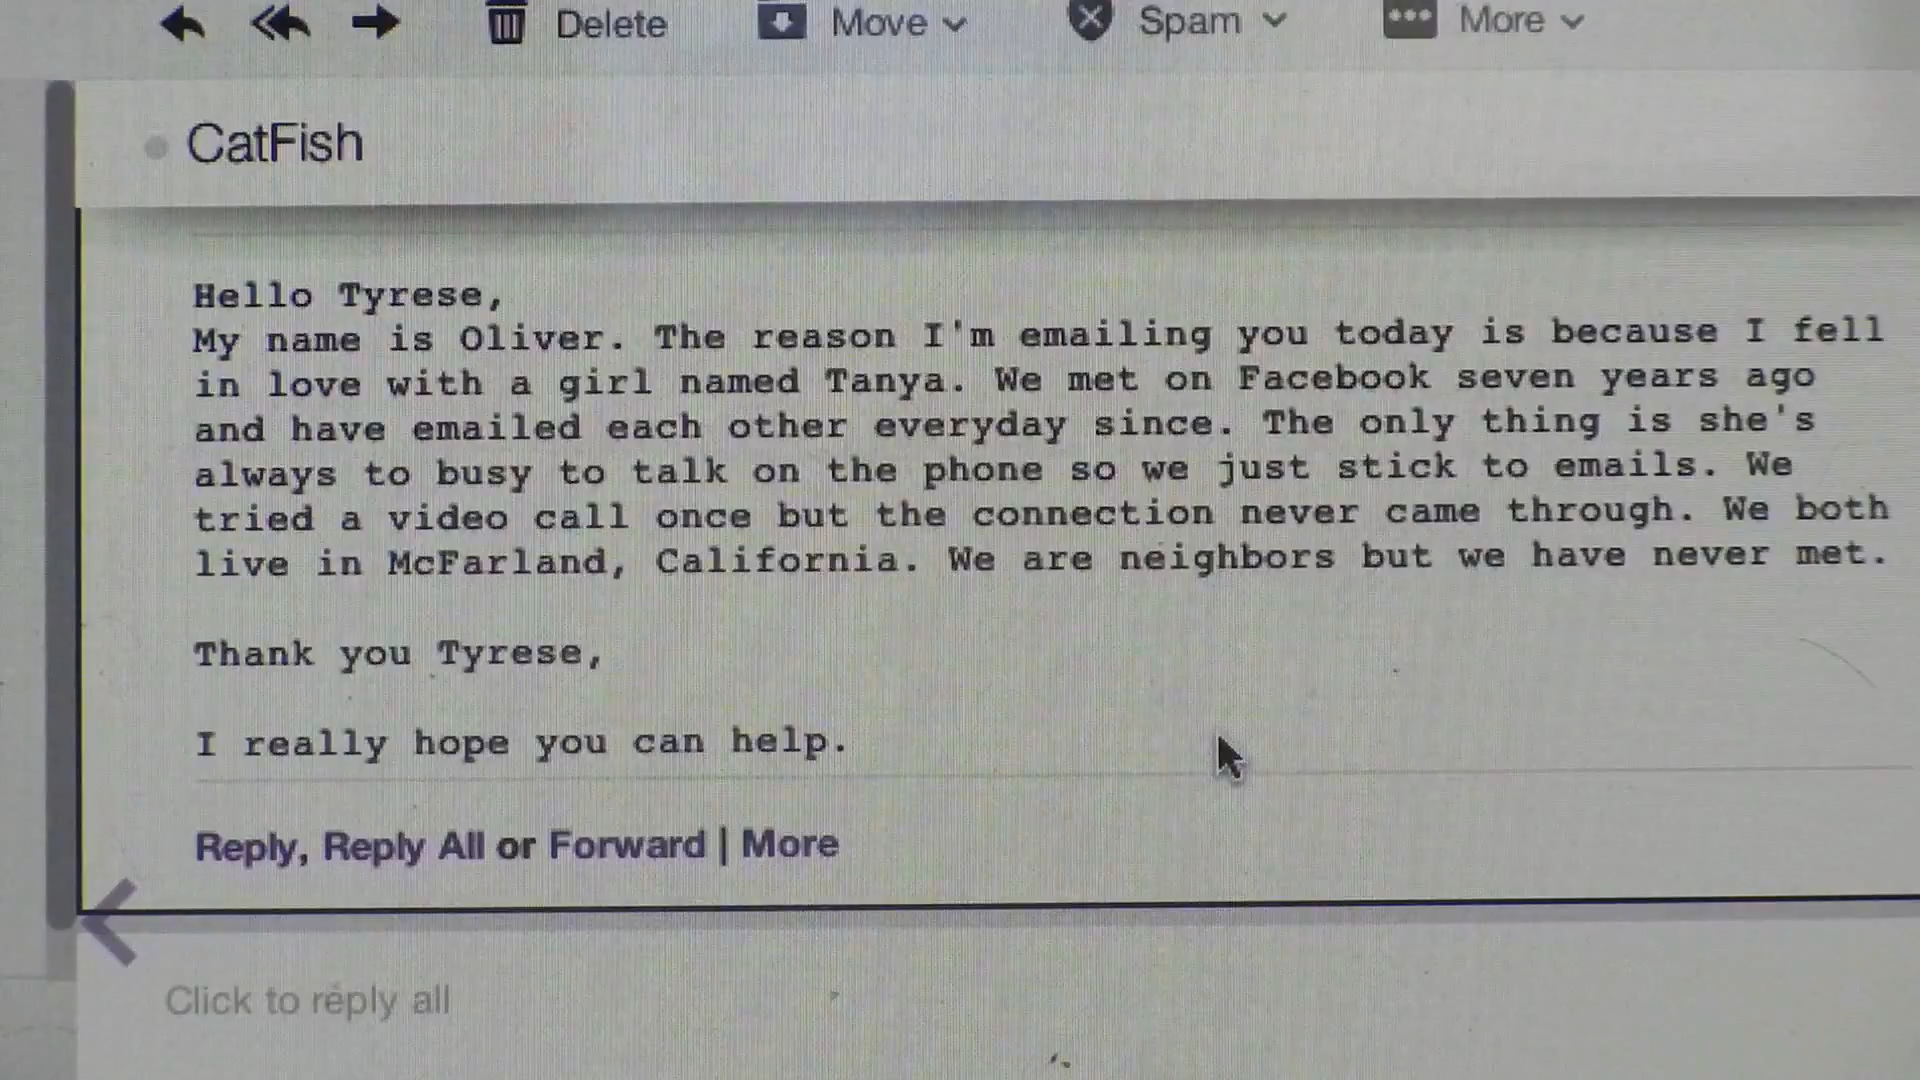 Delete Move Spam More
CatFish
Hello Tyrese,
My name is Oliver. The reason I'm emailing you today is because I fell
in love with a girl named Tanya. We met on Facebook seven years ago
and have emailed each other everyday since. The only thing is she's
always to busy to talk on the phone so we just stick to emails. We
tried a video call once but the connection never came through. We both
live in McFarland, California. We are neighbors but we have never met.
Thank you Tyrese,
I really hope you can help.
Reply, Reply All or Forward | More
Click to reply all